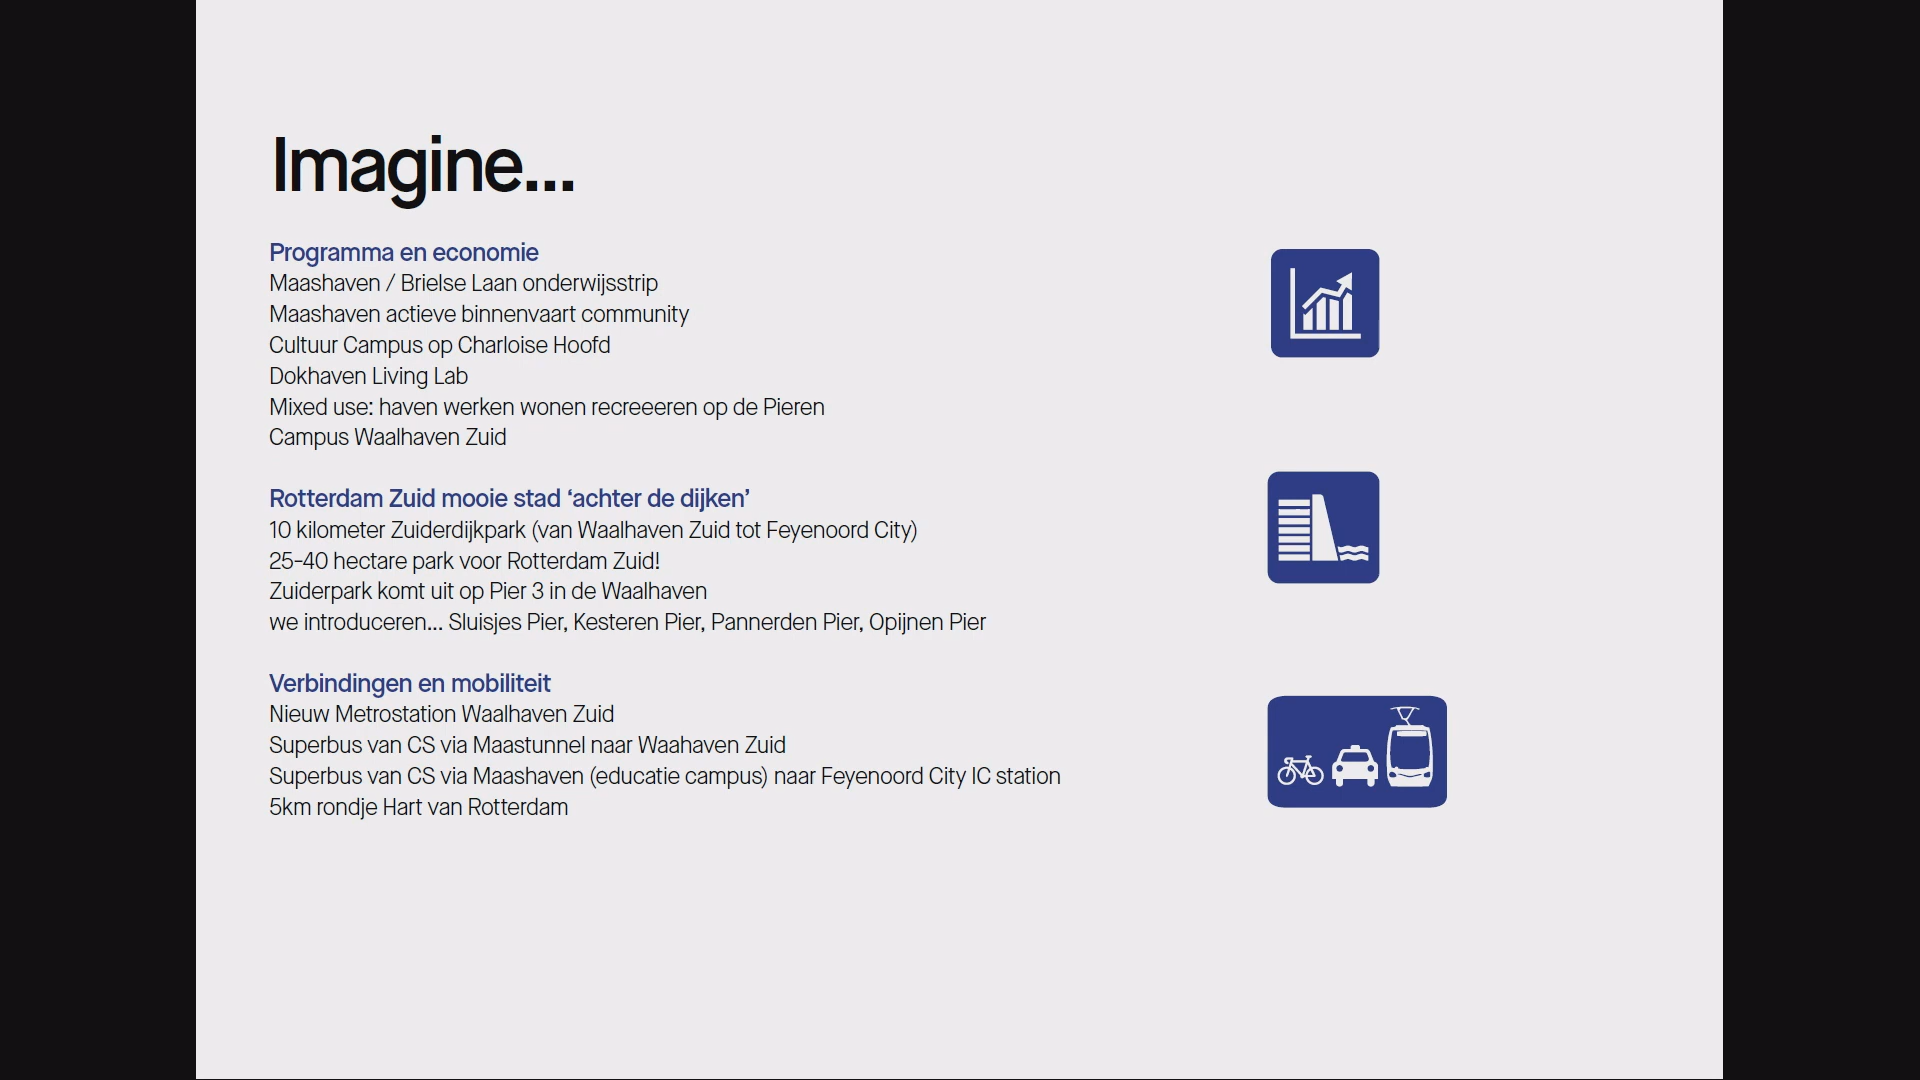 Imagine...
Programma en economie
Maashaven / Brielse Laan onderwijsstrip
Maashaven actieve binnenvaart community
Cultuur Campus op Charloise Hoofd
Dokhaven Living Lab
Mixed use: haven werken wonen recreeeren op de Pieren
Campus Waalhaven Zuid
Rotterdam Zuid mooie stad ‘achter de dijken’
10 kilometer Zuiderdijkpark (van Waalhaven Zuid tot Feyenoord City)
25-40 hectare park voor Rotterdam Zuid!
Zuiderpark komt uit op Pier 3 in de Waalhaven
we introduceren... Sluisjes Pier, Kesteren Pier, Pannerden Pier, Opijnen Pier
Verbindingen en mobiliteit
Nieuw Metrostation Waalhaven Zuid
Superbus van CS via Maastunnel naar Waahaven Zuid
Superbus van CS via Maashaven (educatie campus) naar Feyenoord City IC station
5km rondje Hart van Rotterdam